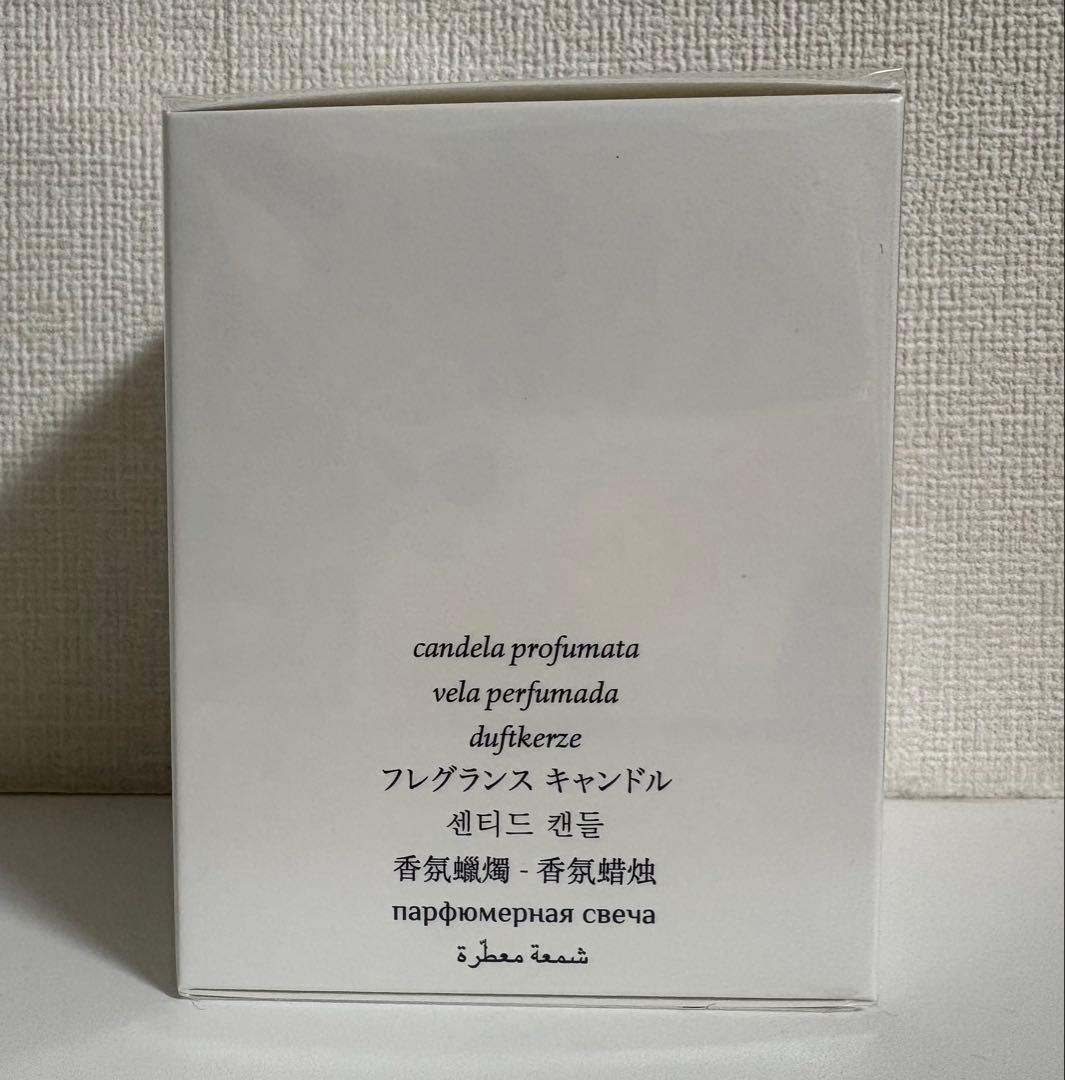 candela profumata
vela perfumada
duftkerze
フレグランス キャンドル
센티드 캔들
香氛蠟燭 - 香氛蜡烛
парфюмерная свеча
شمعة معطّرة